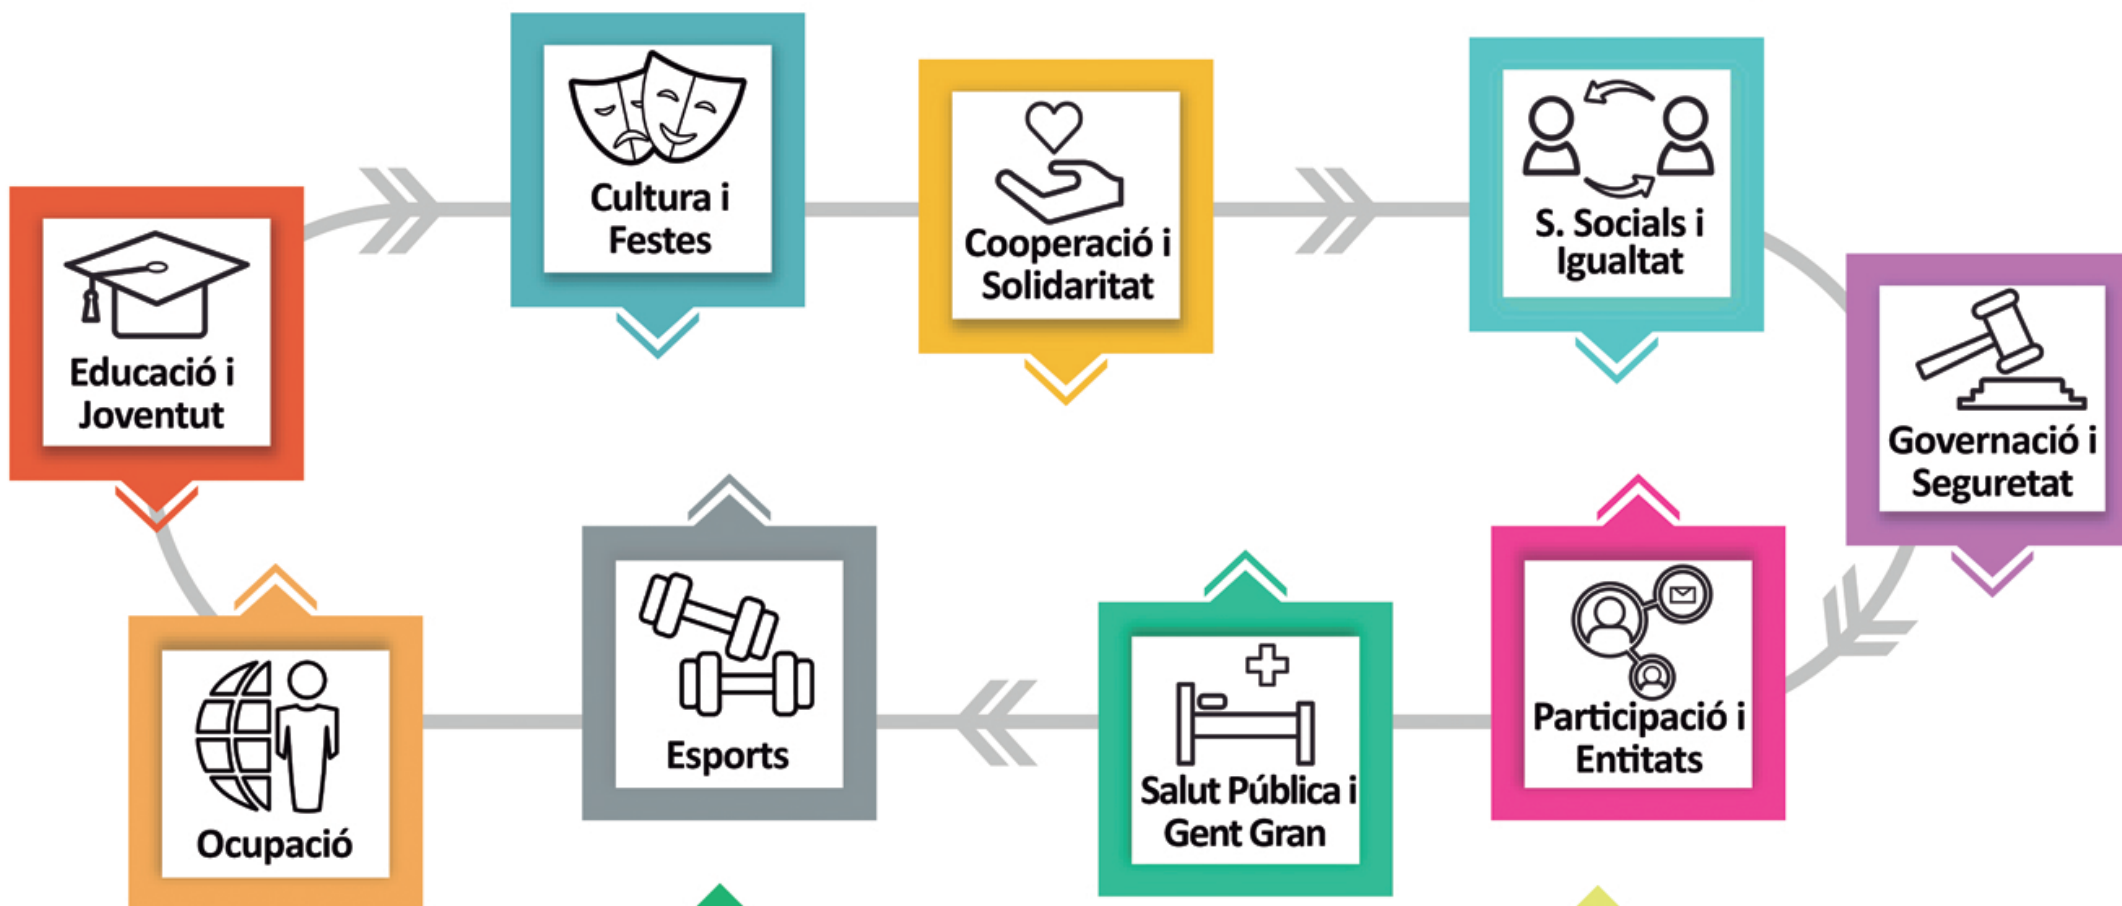 Educació i
Joventut
Cultura i
Festes
Cooperació i
Solidaritat
S. Socials i
Igualtat
Governació i
Seguretat
Participació i
Entitats
Salut Pública i
Gent Gran
Esports
Ocupació